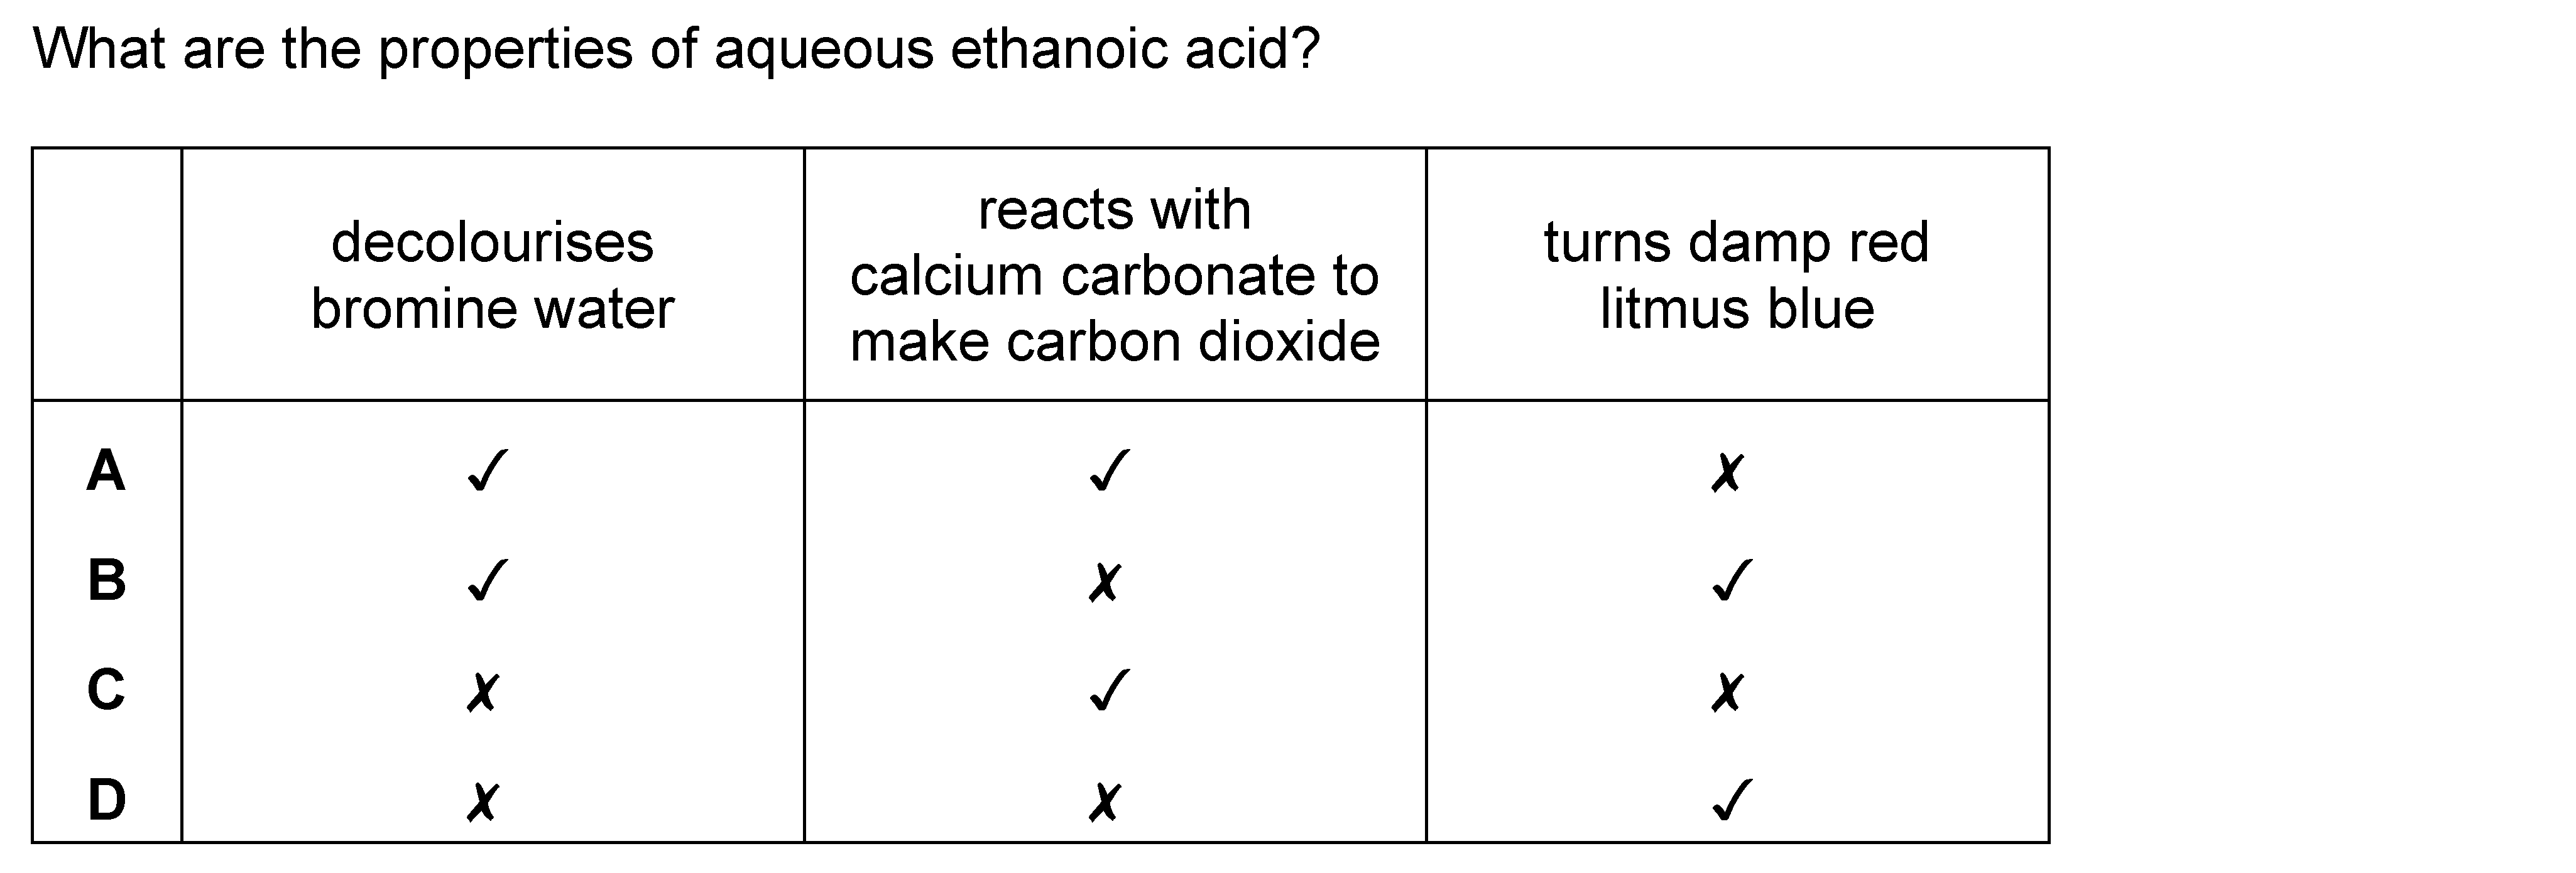 What are the properties of aqueous ethanoic acid?
decolourises
bromine water
reacts with
calcium carbonate to
make carbon dioxide
turns damp red
litmus blue
A ✓ ✓ ✗
B ✓ ✗ ✓
C ✗ ✓ ✗
D ✗ ✗ ✓